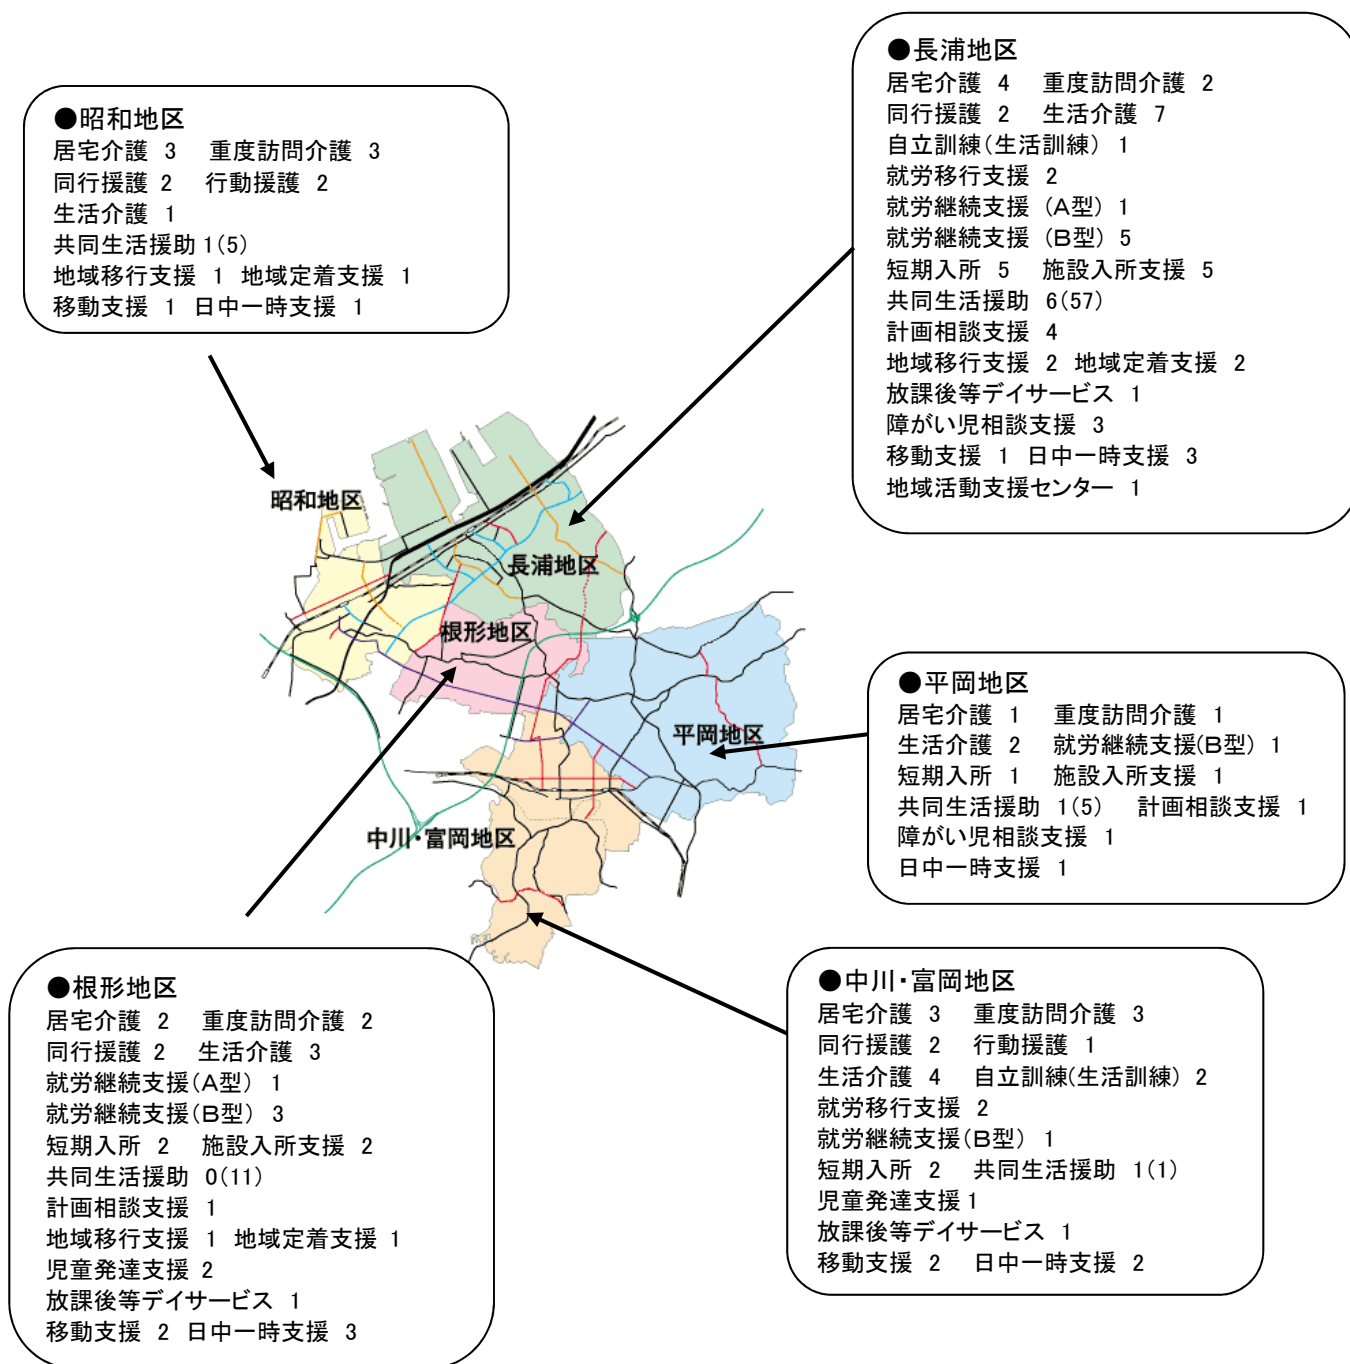 ●長浦地区
居宅介護 4 重度訪問介護 2
同行援護 2 生活介護 7
自立訓練(生活訓練) 1
就労移行支援 2
就労継続支援 (A型) 1
就労継続支援 (B型) 5
短期入所 5 施設入所支援 5
共同生活援助 6(57)
計画相談支援 4
地域移行支援 2 地域定着支援 2
放課後等デイサービス 1
障がい児相談支援 3
移動支援 1 日中一時支援 3
地域活動支援センター 1
●昭和地区
居宅介護 3 重度訪問介護 3
同行援護 2 行動援護 2
生活介護 1
共同生活援助 1(5)
地域移行支援 1 地域定着支援 1
移動支援 1 日中一時支援 1
昭和地区
長浦地区
根形地区
平岡地区
中川・富岡地区
●平岡地区
居宅介護 1 重度訪問介護 1
生活介護 2 就労継続支援(B型) 1
短期入所 1 施設入所支援 1
共同生活援助 1(5) 計画相談支援 1
障がい児相談支援 1
日中一時支援 1
●根形地区
居宅介護 2 重度訪問介護 2
同行援護 2 生活介護 3
就労継続支援(A型) 1
就労継続支援(B型) 3
短期入所 2 施設入所支援 2
共同生活援助 0(11)
計画相談支援 1
地域移行支援 1 地域定着支援 1
児童発達支援 2
放課後等デイサービス 1
移動支援 2 日中一時支援 3
●中川・富岡地区
居宅介護 3 重度訪問介護 3
同行援護 2 行動援護 1
生活介護 4 自立訓練(生活訓練) 2
就労移行支援 2
就労継続支援(B型) 1
短期入所 2 共同生活援助 1(1)
児童発達支援 1
放課後等デイサービス 1
移動支援 2 日中一時支援 2